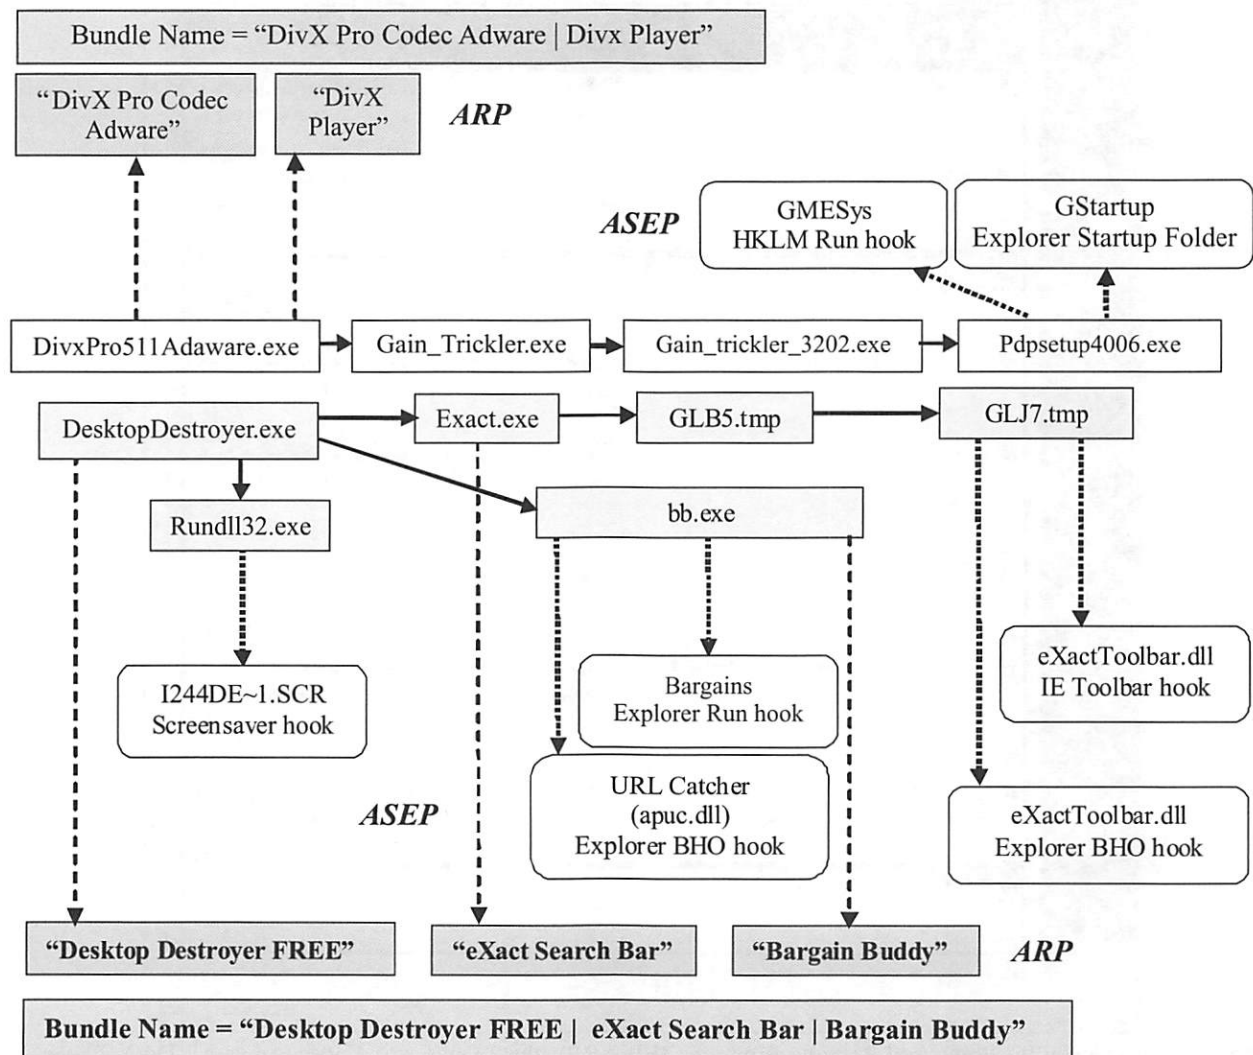 Bundle Name = “DivX Pro Codec Adware | Divx Player”
“DivX Pro Codec
Adware”
“DivX
Player”
ARP
ASEP
GMESys
HKLM Run hook
GStartup
Explorer Startup Folder
DivxPro511Adaware.exe
Gain_Trickler.exe
Gain_trickler_3202.exe
Pdpsetup4006.exe
DesktopDestroyer.exe
Exact.exe
GLB5.tmp
GLJ7.tmp
Rundll32.exe
bb.exe
I244DE~1.SCR
Screensaver hook
Bargains
Explorer Run hook
eXactToolbar.dll
IE Toolbar hook
ASEP
URL Catcher
(apuc.dll)
Explorer BHO hook
eXactToolbar.dll
Explorer BHO hook
“Desktop Destroyer FREE”
“eXact Search Bar”
“Bargain Buddy”
ARP
Bundle Name = “Desktop Destroyer FREE | eXact Search Bar | Bargain Buddy”